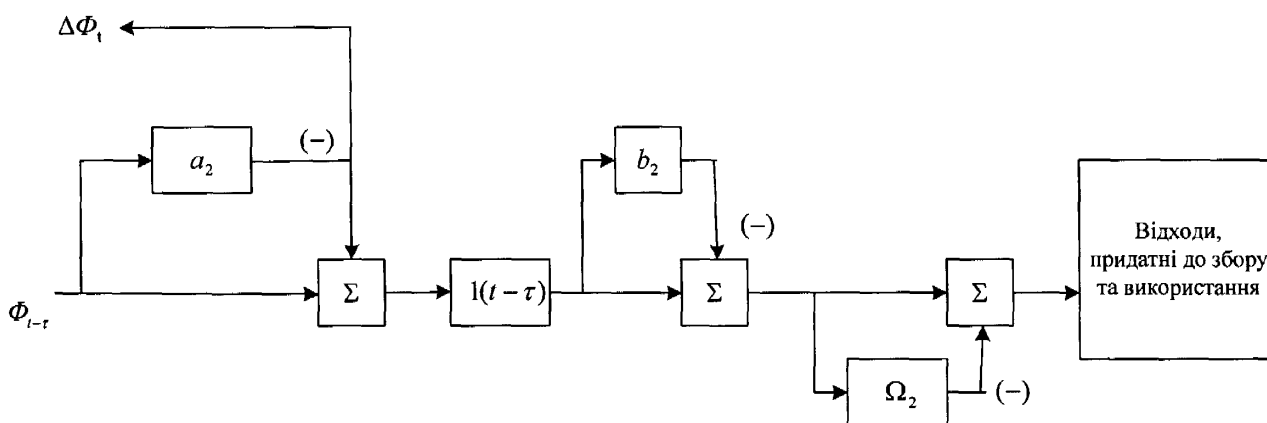 ΔΦ_t
(−)
a_2
b_2
(−)
Відходи,
придатні до збору
та використання
Σ
1(t − τ)
Σ
Σ
Φ_{t−τ}
Ω_2
(−)